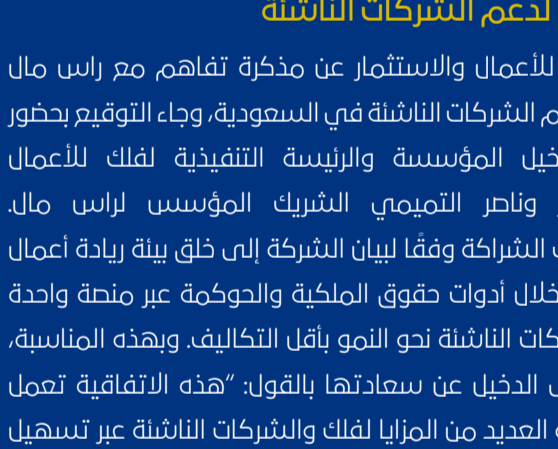 لدعم الشركات الناشئة
للأعمال والاستثمار عن مذكرة تفاهم مع راس مال
الشركات الناشئة في السعودية، وجاء التوقيع بحضور
المؤسسة والرئيسة التنفيذية لفلك للأعمال
وناصر التميمي الشريك المؤسس لراس مال.
الشراكة وفقًا لبيان الشركة إلى خلق بيئة ريادة أعمال
خلال أدوات حقوق الملكية والحوكمة عبر منصة واحدة
الناشئة نحو النمو بأقل التكاليف. وبهذه المناسبة،
الدخيل عن سعادتها بالقول: “هذه الاتفاقية تعمل
العديد من المزايا لفلك والشركات الناشئة عبر تسهيل